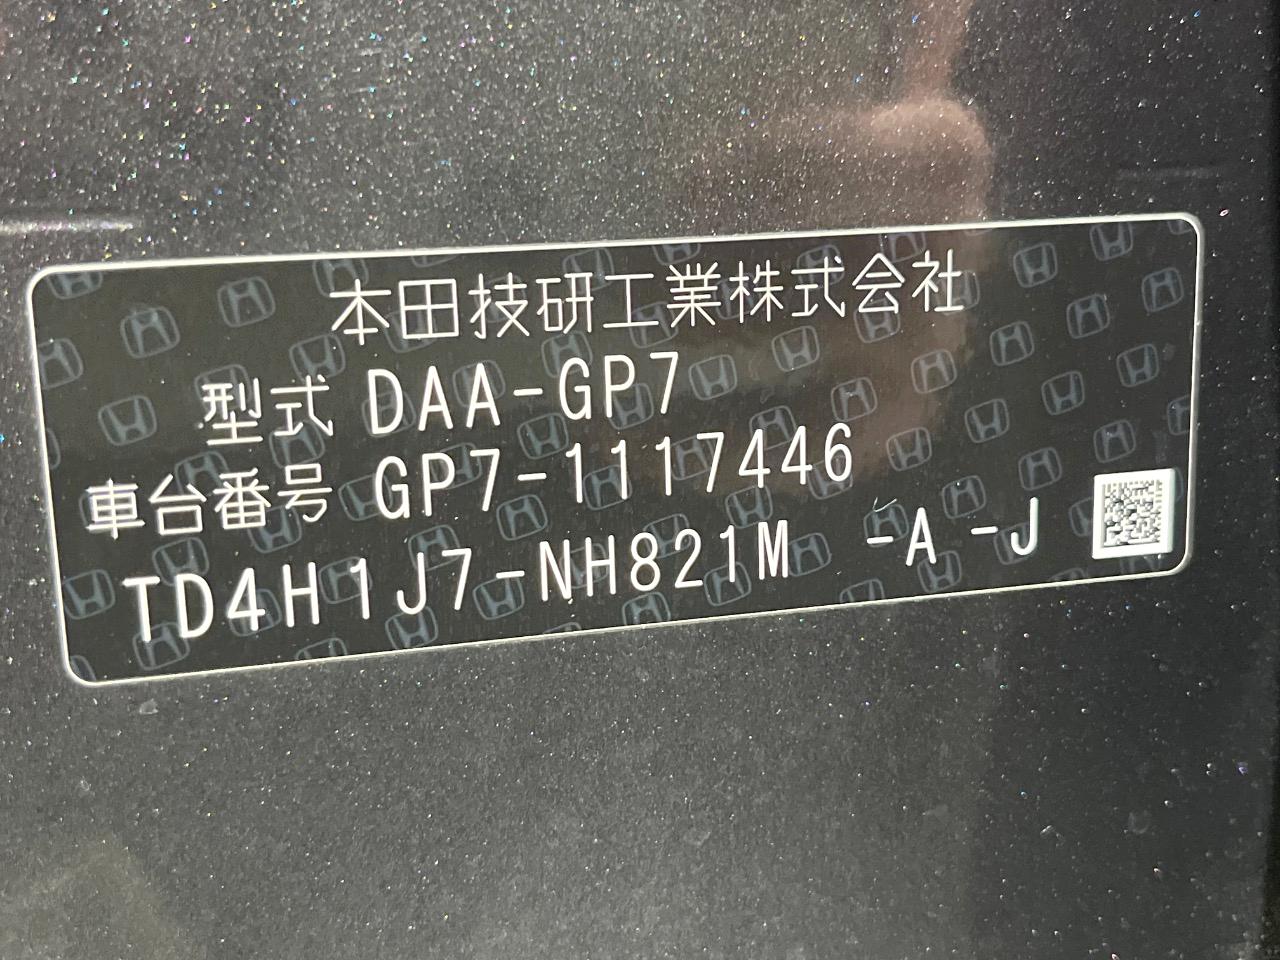 本田技研工業株式会社
型式 DAA-GP7
車台番号 GP7-1117446
TD4H1J7-NH821M -A -J